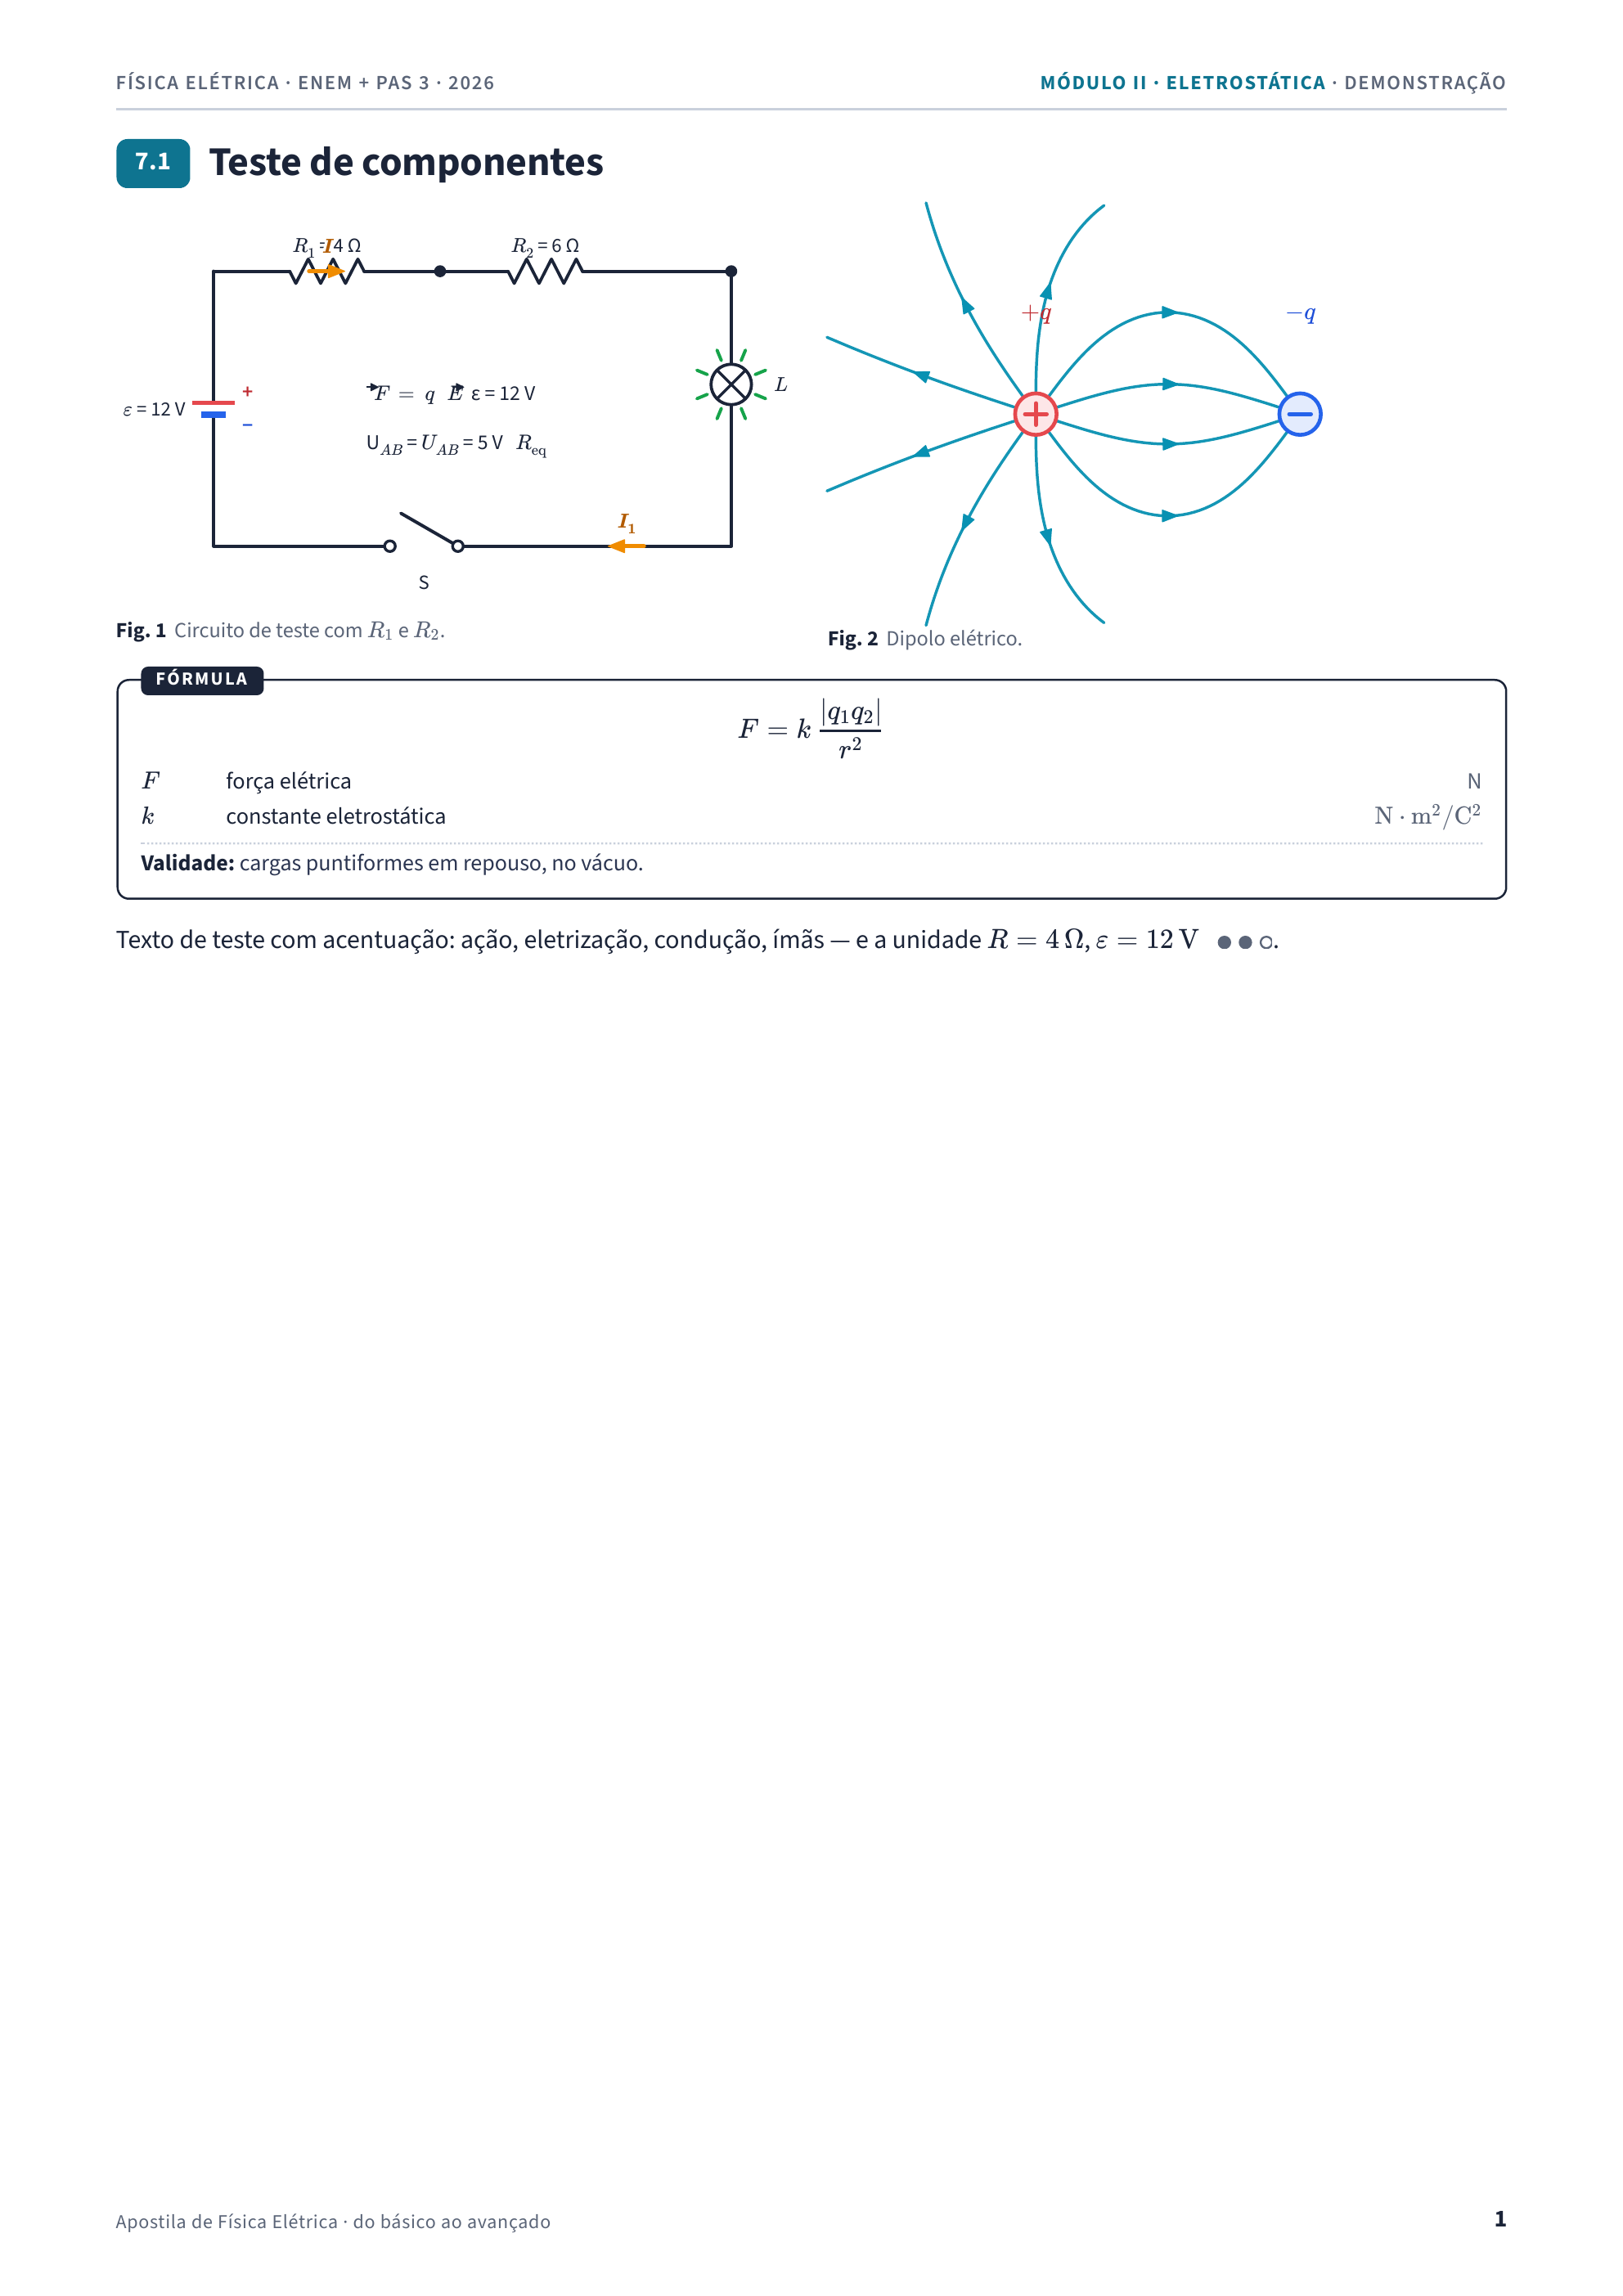 FÍSICA ELÉTRICA · ENEM + PAS 3 · 2026
MÓDULO II · ELETROSTÁTICA · DEMONSTRAÇÃO
7.1 Teste de componentes
R₁ = 4 Ω
I
R₂ = 6 Ω
+
ε = 12 V
−
F = q E ε = 12 V
U_AB = U_AB = 5 V R_eq
L
I₁
S
+q
−q
Fig. 1 Circuito de teste com R₁ e R₂.
Fig. 2 Dipolo elétrico.
FÓRMULA
F = k |q₁q₂| / r²
F força elétrica N
k constante eletrostática N · m²/C²
Validade: cargas puntiformes em repouso, no vácuo.
Texto de teste com acentuação: ação, eletrização, condução, ímãs — e a unidade R = 4 Ω, ε = 12 V ●●○.
Apostila de Física Elétrica · do básico ao avançado
1